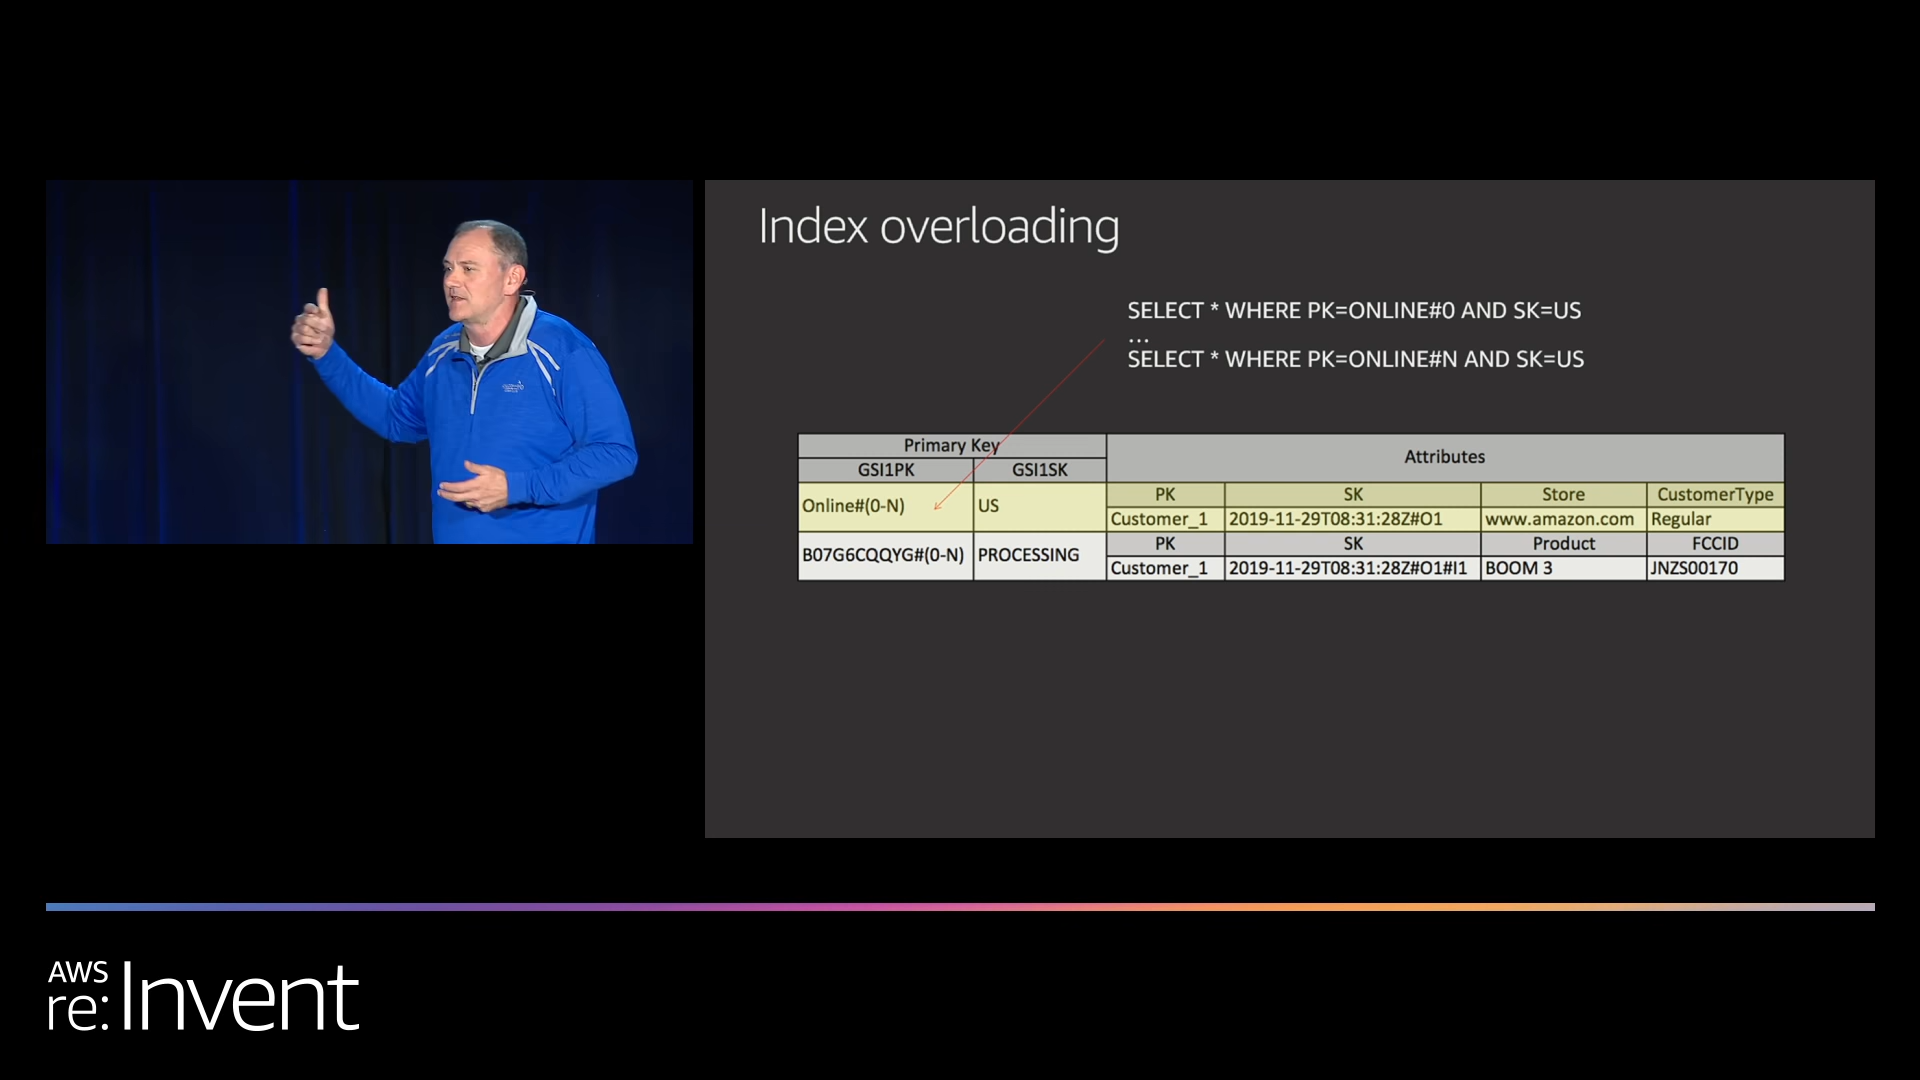 Index overloading
SELECT * WHERE PK=ONLINE#0 AND SK=US
...
SELECT * WHERE PK=ONLINE#N AND SK=US
Primary Key Attributes
GSI1PK GSI1SK
Online#(0-N) US PK SK Store CustomerType
Customer_1 2019-11-29T08:31:28Z#O1 www.amazon.com Regular
B07G6CQQYG#(0-N) PROCESSING PK SK Product FCCID
Customer_1 2019-11-29T08:31:28Z#O1#I1 BOOM 3 JNZS00170
AWS
re:Invent